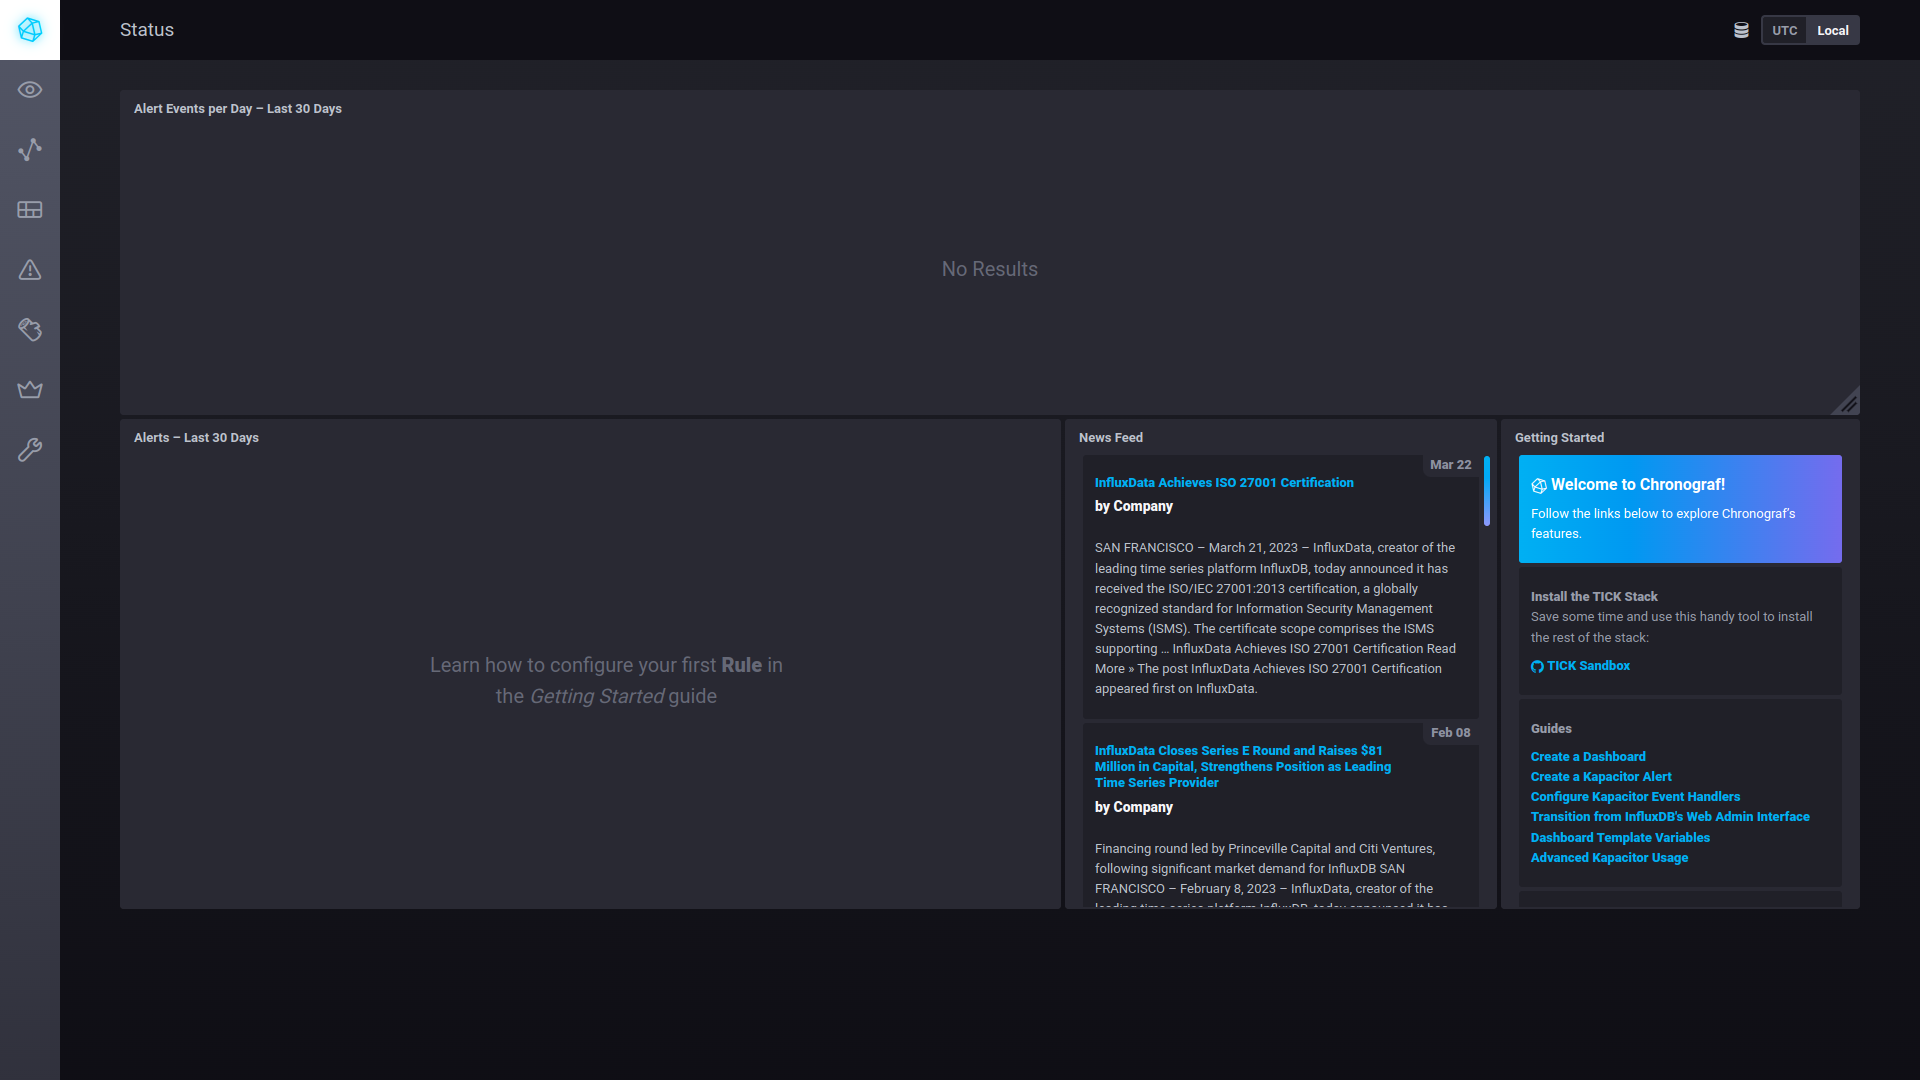 Status
UTC
Local
Alert Events per Day – Last 30 Days
No Results
Alerts – Last 30 Days
Learn how to configure your first Rule in
the Getting Started guide
News Feed
Mar 22
InfluxData Achieves ISO 27001 Certification
by Company
SAN FRANCISCO – March 21, 2023 – InfluxData, creator of the
leading time series platform InfluxDB, today announced it has
received the ISO/IEC 27001:2013 certification, a globally
recognized standard for Information Security Management
Systems (ISMS). The certificate scope comprises the ISMS
supporting … InfluxData Achieves ISO 27001 Certification Read
More » The post InfluxData Achieves ISO 27001 Certification
appeared first on InfluxData.
Feb 08
InfluxData Closes Series E Round and Raises $81
Million in Capital, Strengthens Position as Leading
Time Series Provider
by Company
Financing round led by Princeville Capital and Citi Ventures,
following significant market demand for InfluxDB SAN
FRANCISCO – February 8, 2023 – InfluxData, creator of the
leading time series platform InfluxDB, today announced it has
Getting Started
Welcome to Chronograf!
Follow the links below to explore Chronograf's
features.
Install the TICK Stack
Save some time and use this handy tool to install
the rest of the stack:
TICK Sandbox
Guides
Create a Dashboard
Create a Kapacitor Alert
Configure Kapacitor Event Handlers
Transition from InfluxDB's Web Admin Interface
Dashboard Template Variables
Advanced Kapacitor Usage